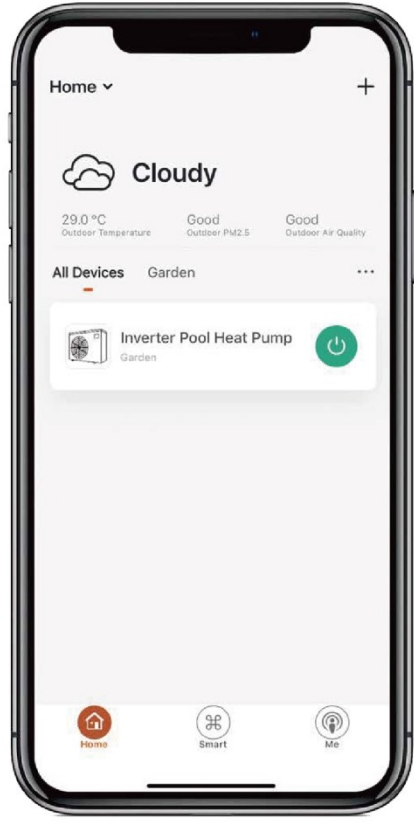 Home
Cloudy
29.0 °C Good Good
Outdoor Temperature Outdoor PM2.5 Outdoor Air Quality
All Devices Garden
Inverter Pool Heat Pump
Garden
Home Smart Me